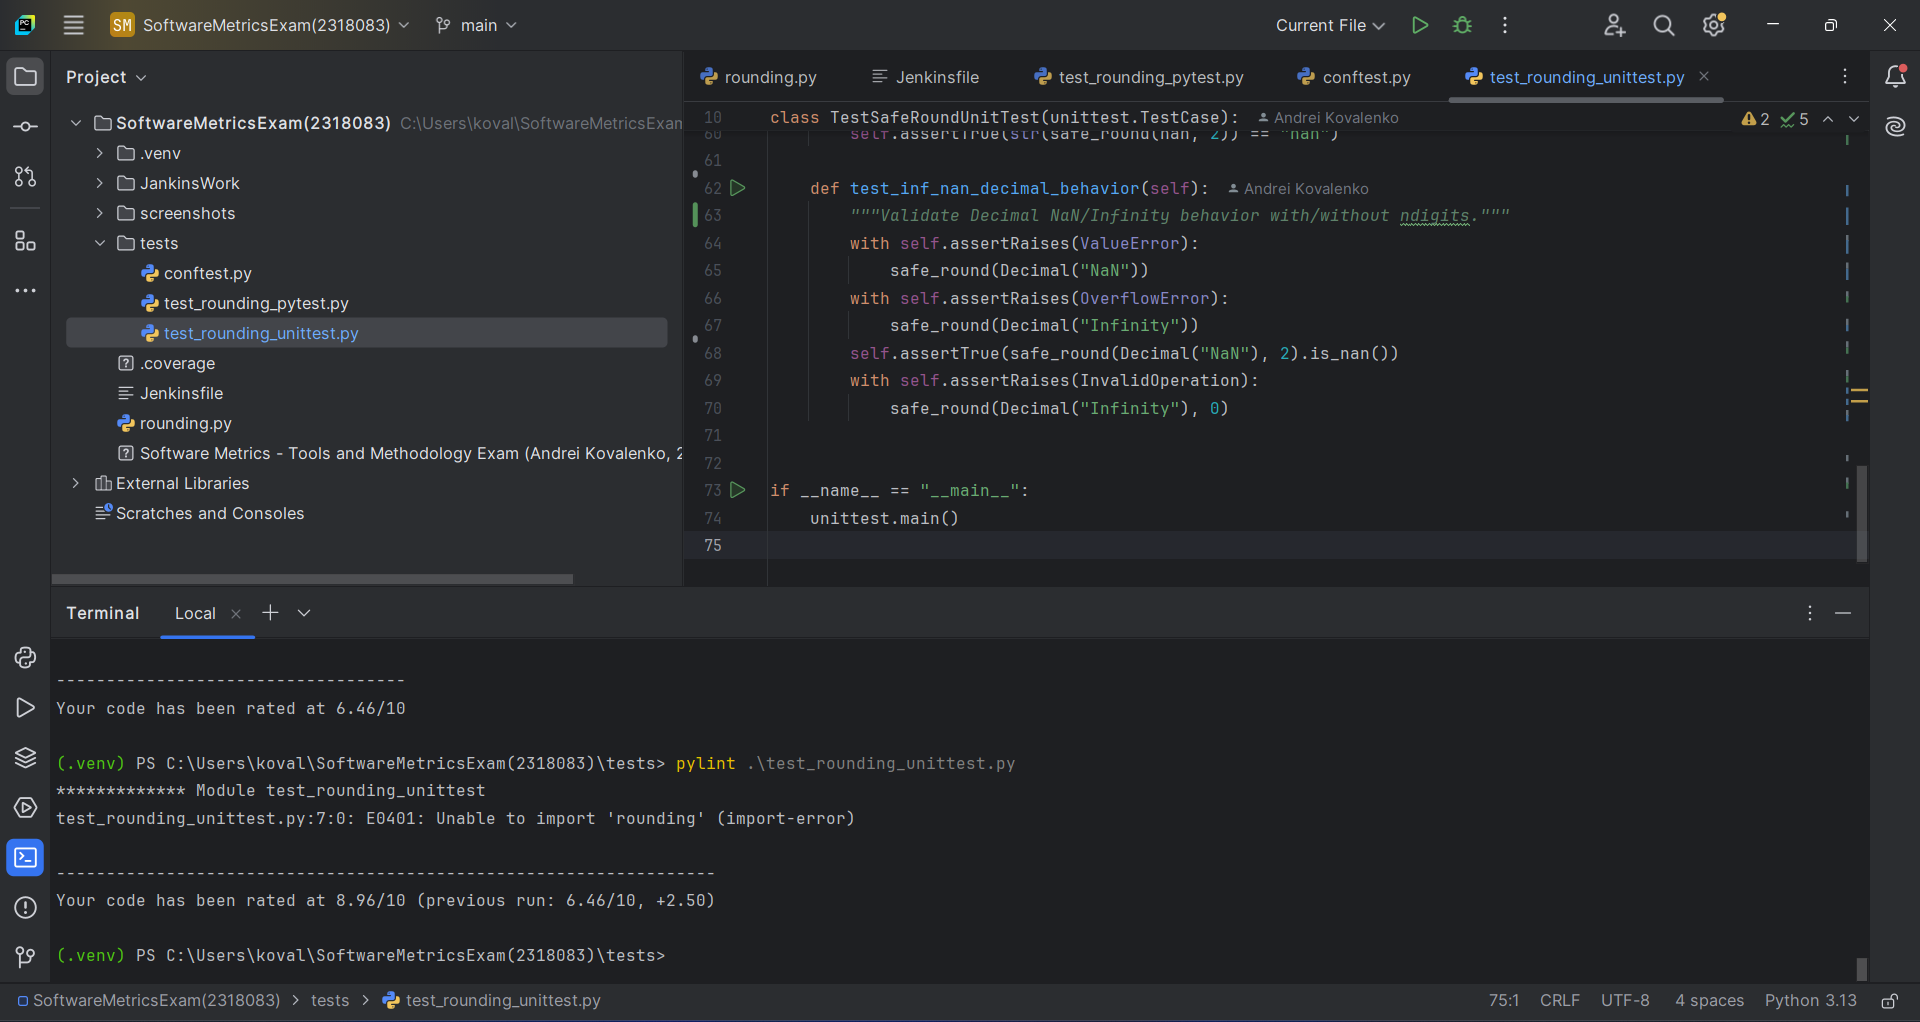 SM SoftwareMetricsExam(2318083) main Current File
Project
SoftwareMetricsExam(2318083) C:\Users\koval\SoftwareMetricsExam
.venv
JankinsWork
screenshots
tests
conftest.py
test_rounding_pytest.py
test_rounding_unittest.py
.coverage
Jenkinsfile
rounding.py
Software Metrics - Tools and Methodology Exam (Andrei Kovalenko, 2
External Libraries
Scratches and Consoles
rounding.py Jenkinsfile test_rounding_pytest.py conftest.py test_rounding_unittest.py
10 class TestSafeRoundUnitTest(unittest.TestCase): Andrei Kovalenko 2 5
60 self.assertTrue(str(safe_round(nan, 2)) == "nan")
61
62 def test_inf_nan_decimal_behavior(self): Andrei Kovalenko
63 """Validate Decimal NaN/Infinity behavior with/without ndigits."""
64 with self.assertRaises(ValueError):
65 safe_round(Decimal("NaN"))
66 with self.assertRaises(OverflowError):
67 safe_round(Decimal("Infinity"))
68 self.assertTrue(safe_round(Decimal("NaN"), 2).is_nan())
69 with self.assertRaises(InvalidOperation):
70 safe_round(Decimal("Infinity"), 0)
71
72
73 if __name__ == "__main__":
74 unittest.main()
75
Terminal Local
-----------------------------------
Your code has been rated at 6.46/10
(.venv) PS C:\Users\koval\SoftwareMetricsExam(2318083)\tests> pylint .\test_rounding_unittest.py
************* Module test_rounding_unittest
test_rounding_unittest.py:7:0: E0401: Unable to import 'rounding' (import-error)
------------------------------------------------------------------
Your code has been rated at 8.96/10 (previous run: 6.46/10, +2.50)
(.venv) PS C:\Users\koval\SoftwareMetricsExam(2318083)\tests>
SoftwareMetricsExam(2318083) > tests > test_rounding_unittest.py 75:1 CRLF UTF-8 4 spaces Python 3.13